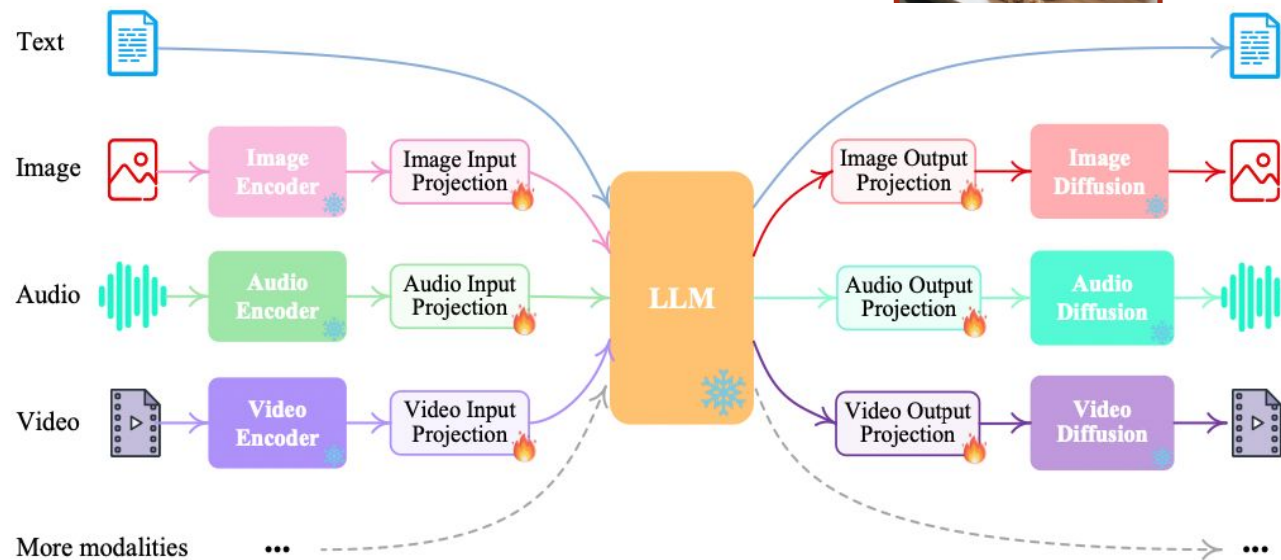 Text
Image
Image
Encoder
Image Input
Projection
Image Output
Projection
Image
Diffusion
Audio
Audio
Encoder
Audio Input
Projection
LLM
Audio Output
Projection
Audio
Diffusion
Video
Video
Encoder
Video Input
Projection
Video Output
Projection
Video
Diffusion
More modalities
...
...